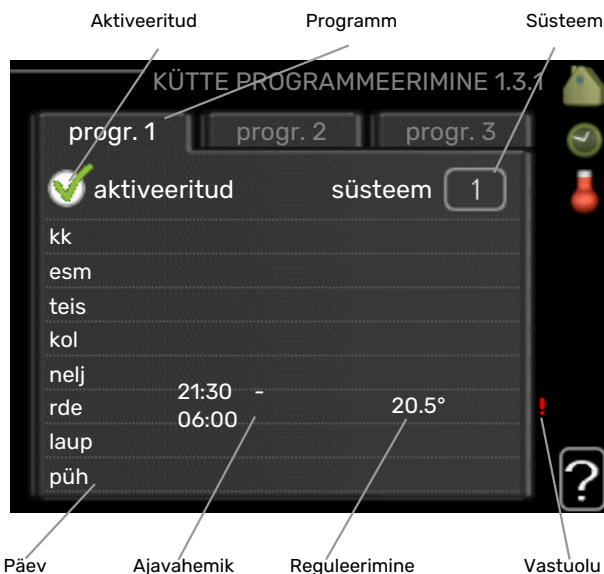 Aktiveeritud Programm Süsteem
KÜTTE PROGRAMMEERIMINE 1.3.1
progr. 1 progr. 2 progr. 3
aktiveeritud süsteem 1
kk
esm
teis
kol
nelj
21:30 -
rde 20.5° !
06:00
laup
püh
?
Päev Ajavahemik Reguleerimine Vastuolu